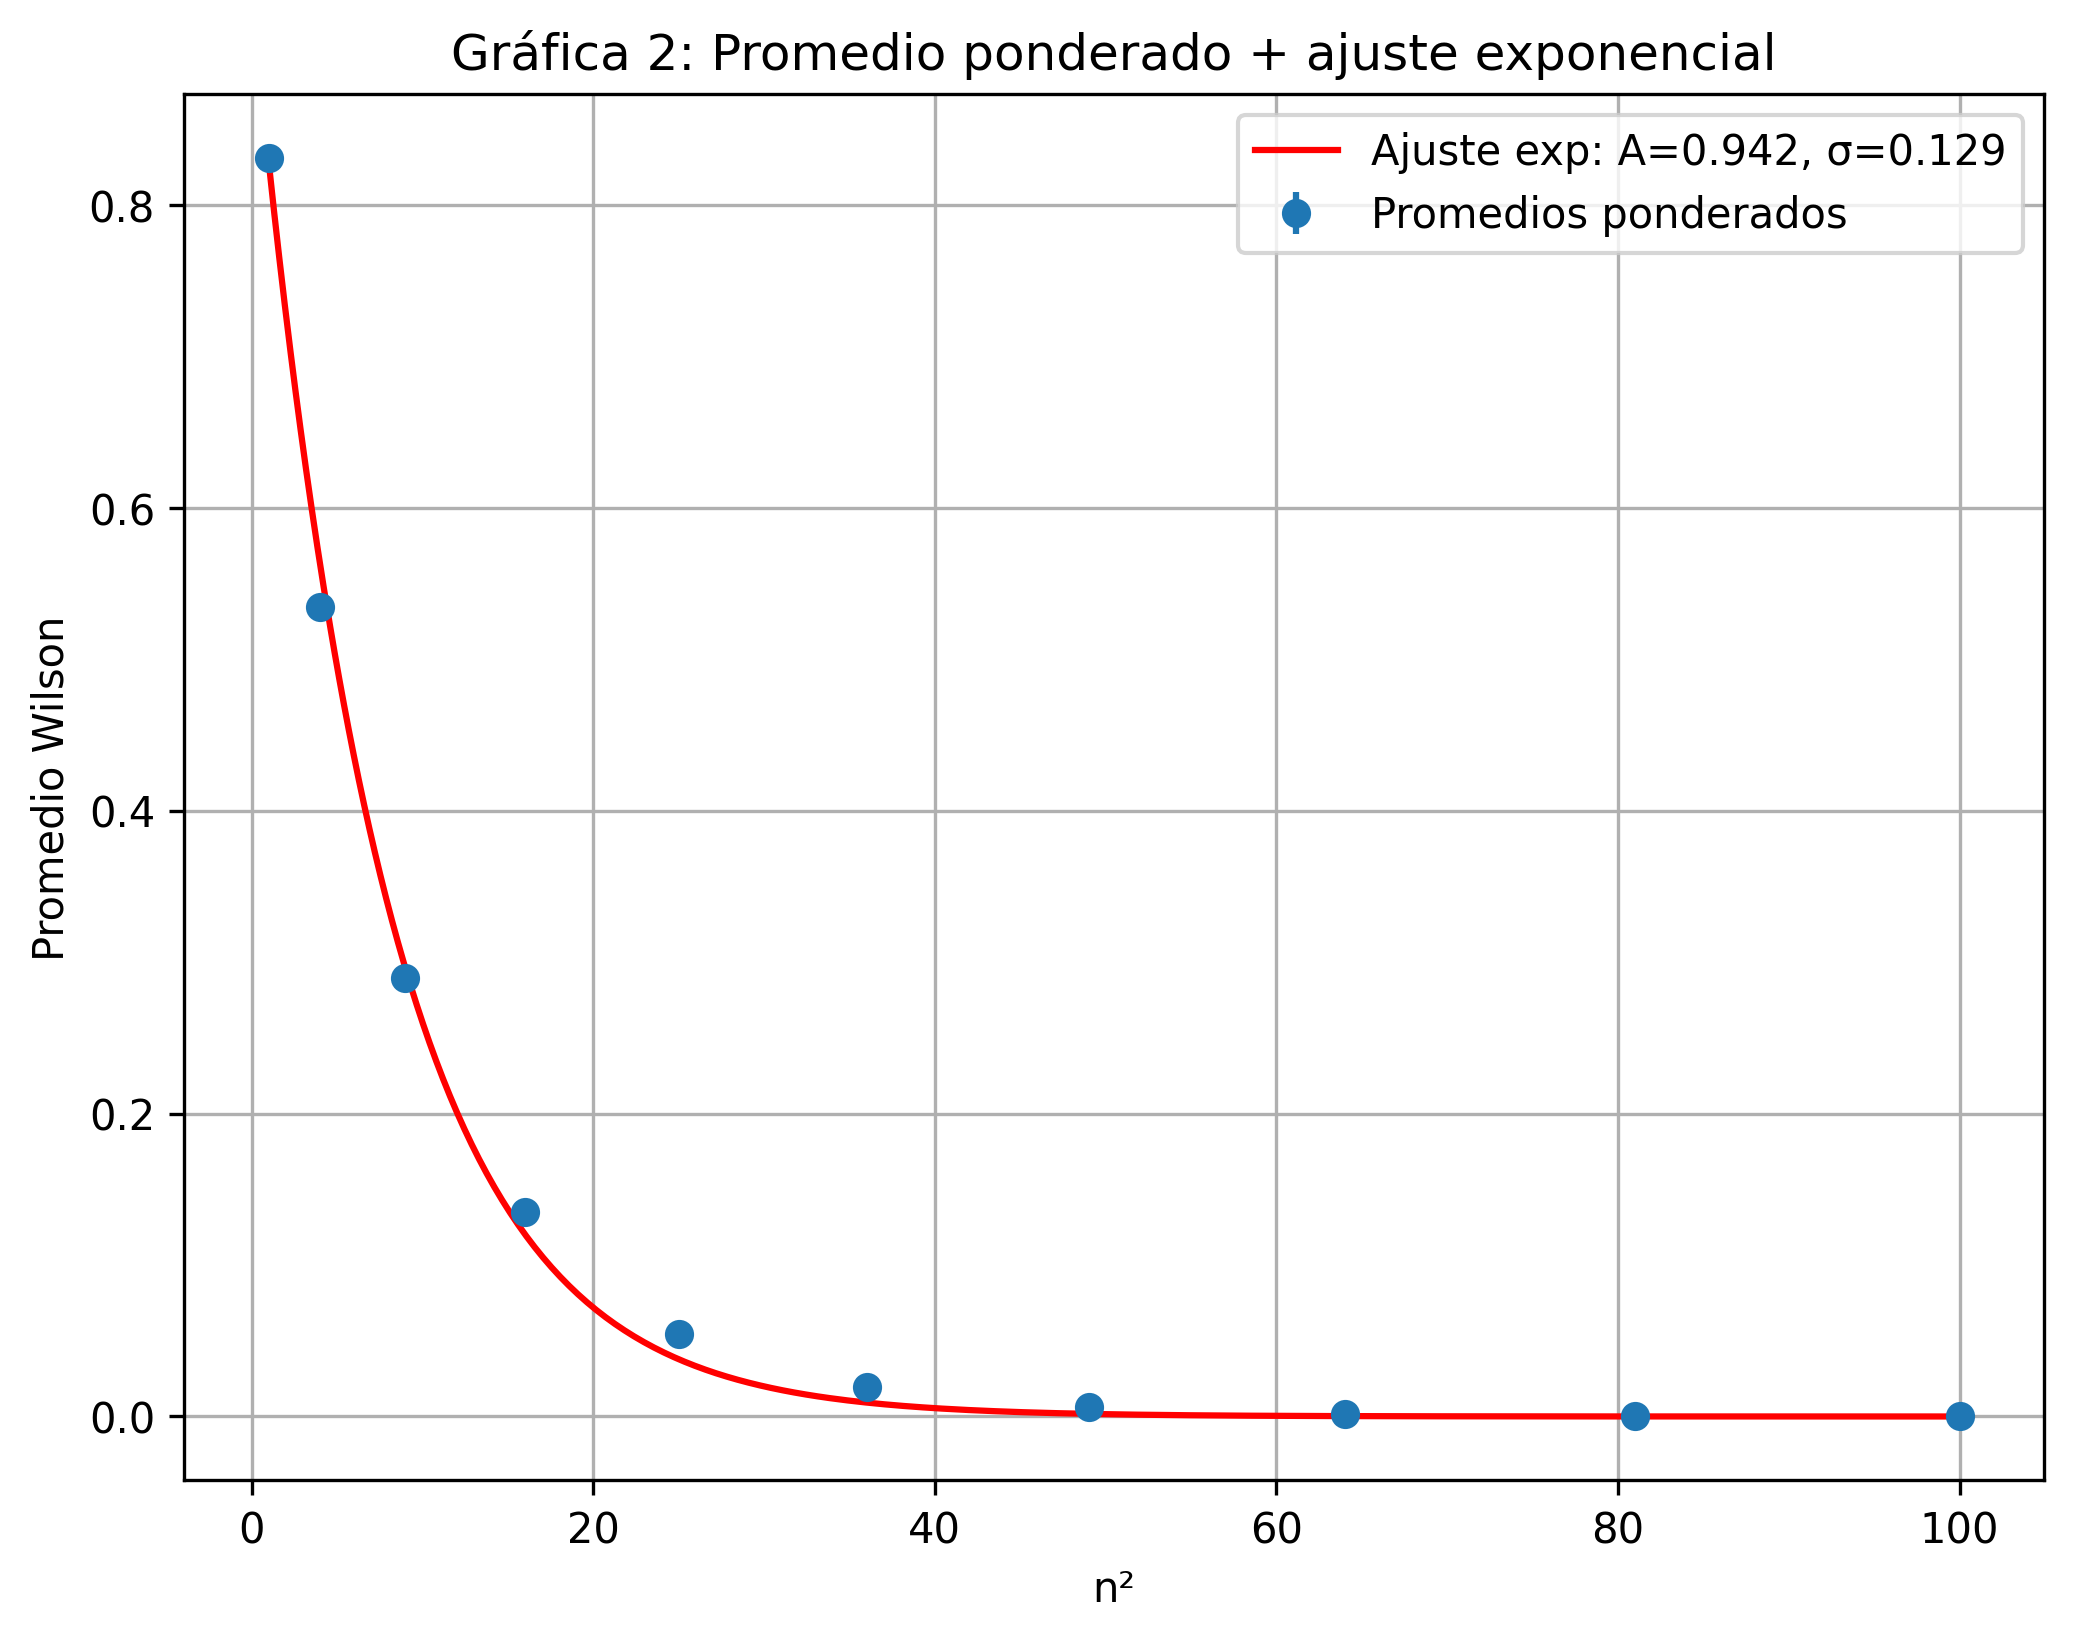 Gráfica 2: Promedio ponderado + ajuste exponencial
Ajuste exp: A=0.942, σ=0.129
Promedios ponderados
Promedio Wilson
0.8
0.6
0.4
0.2
0.0
0 20 40 60 80 100
n²